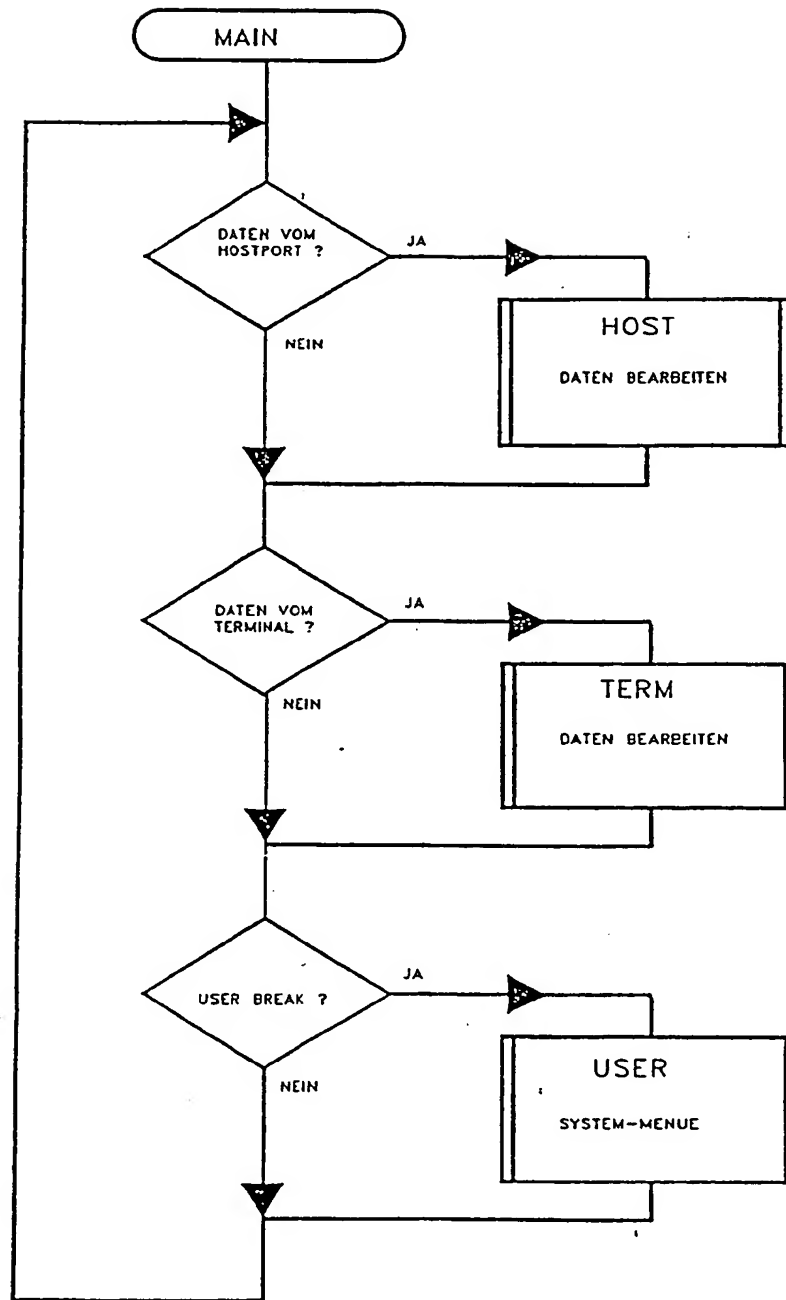 MAIN
DATEN VOM
HOSTPORT ?
JA
NEIN
HOST
DATEN BEARBEITEN
DATEN VOM
TERMINAL ?
JA
NEIN
TERM
DATEN BEARBEITEN
USER BREAK ?
JA
NEIN
USER
SYSTEM-MENUE